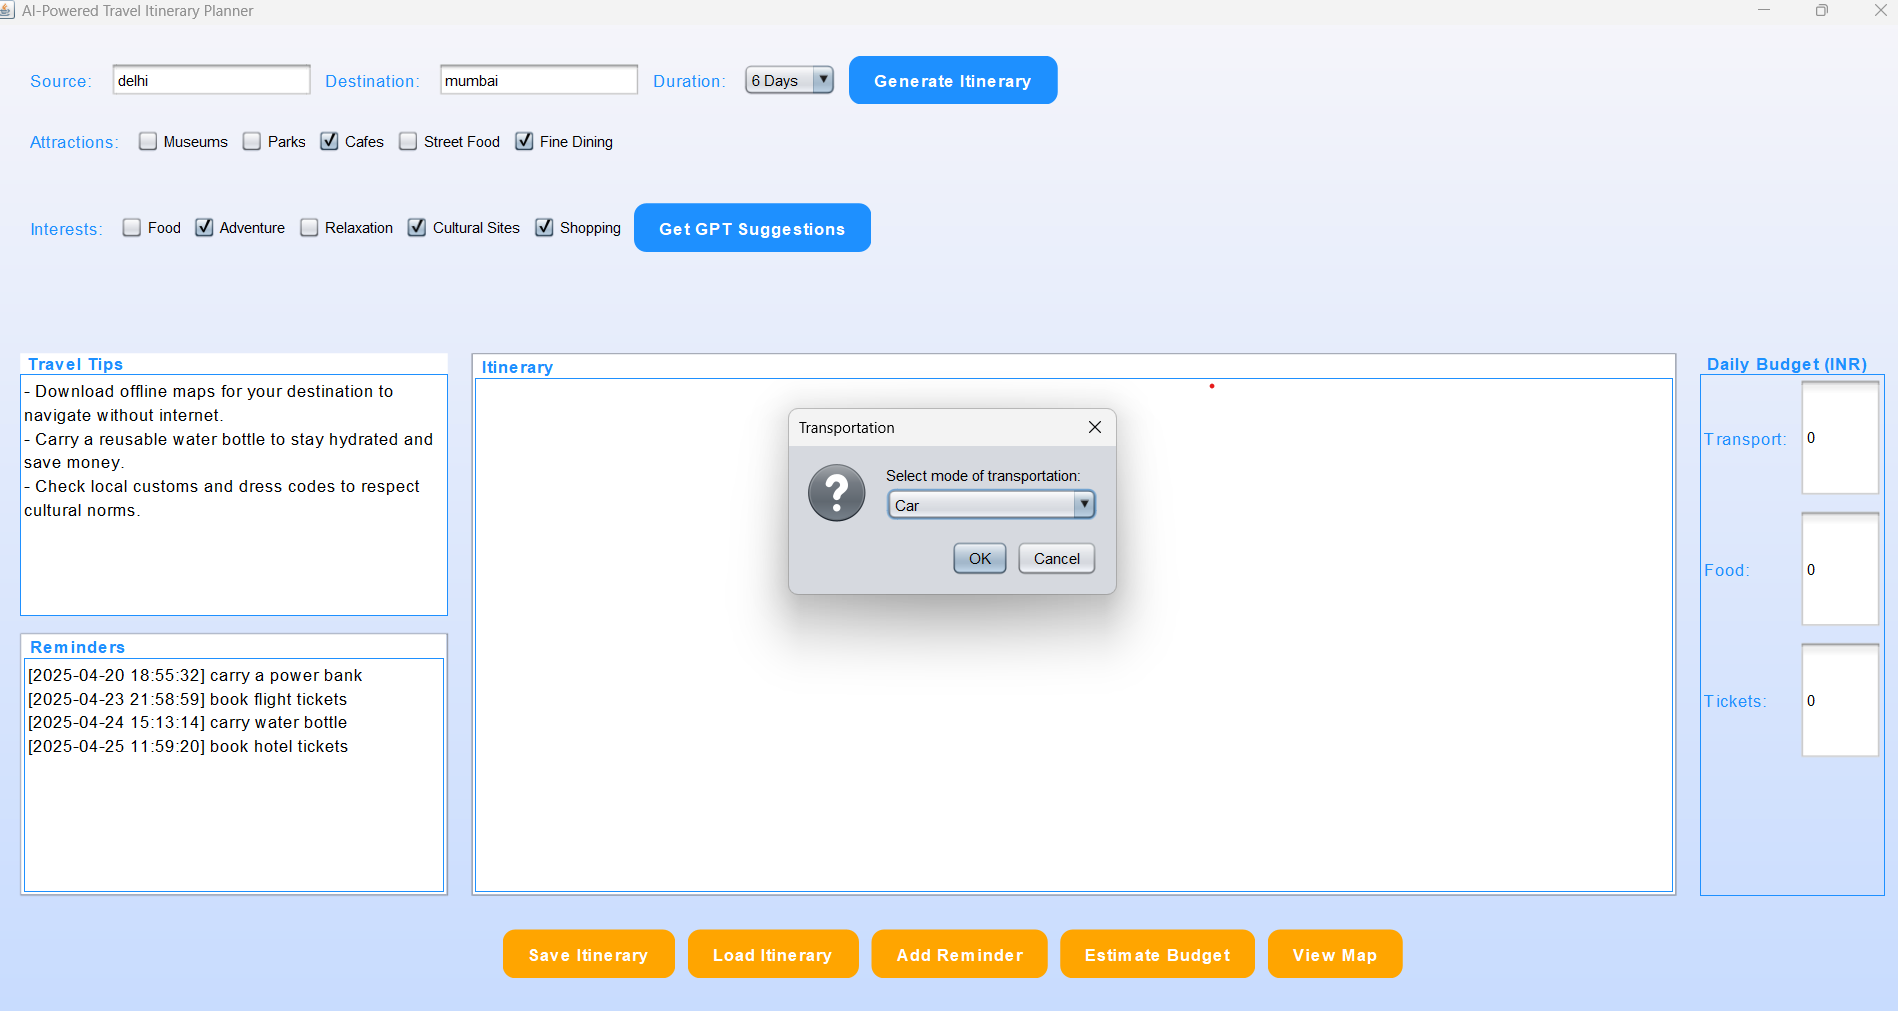 AI-Powered Travel Itinerary Planner
Source: delhi Destination: mumbai Duration: 6 Days Generate Itinerary
Attractions: Museums Parks Cafes Street Food Fine Dining
Interests: Food Adventure Relaxation Cultural Sites Shopping Get GPT Suggestions
Travel Tips
- Download offline maps for your destination to
navigate without internet.
- Carry a reusable water bottle to stay hydrated and
save money.
- Check local customs and dress codes to respect
cultural norms.
Reminders
[2025-04-20 18:55:32] carry a power bank
[2025-04-23 21:58:59] book flight tickets
[2025-04-24 15:13:14] carry water bottle
[2025-04-25 11:59:20] book hotel tickets
Itinerary
Transportation
?
Select mode of transportation:
Car
OK Cancel
Daily Budget (INR)
Transport: 0
Food: 0
Tickets: 0
Save Itinerary Load Itinerary Add Reminder Estimate Budget View Map